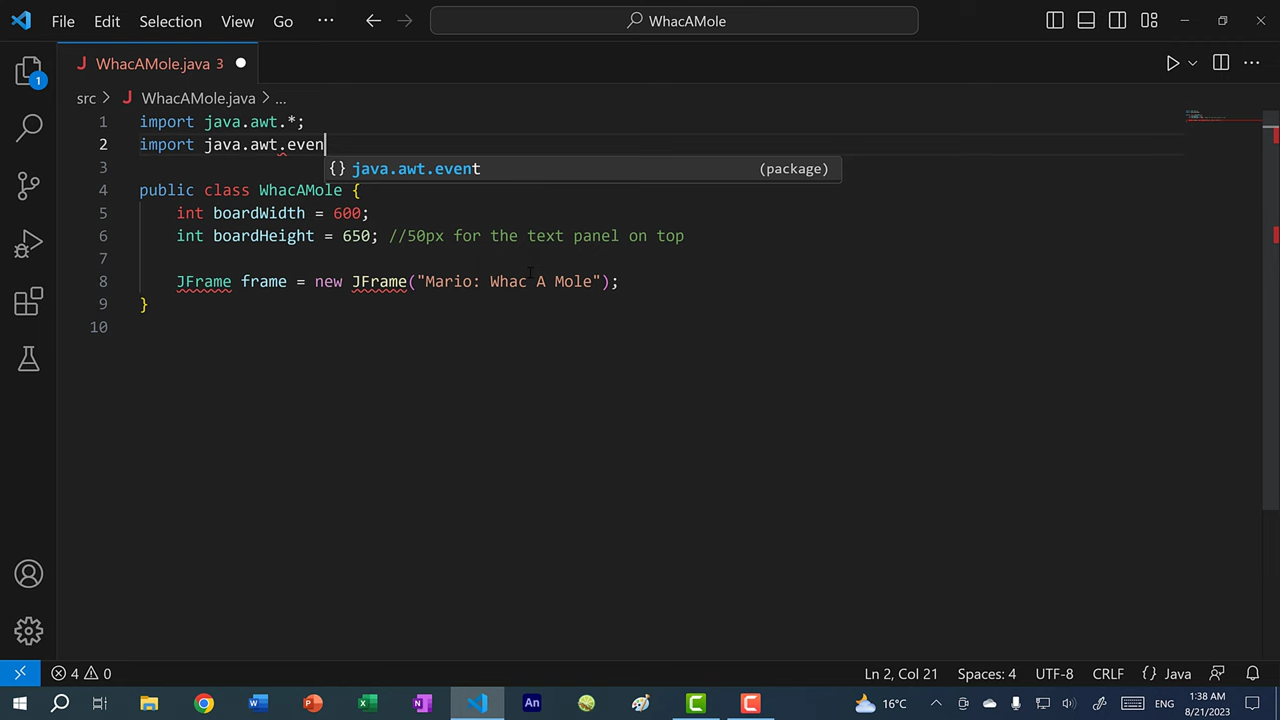 File Edit Selection View Go ··· WhacAMole
1
WhacAMole.java 3
src > WhacAMole.java > ...
1 import java.awt.*;
2 import java.awt.even
{} java.awt.event (package)
3
4 public class WhacAMole {
5 int boardWidth = 600;
6 int boardHeight = 650; //50px for the text panel on top
7
8 JFrame frame = new JFrame("Mario: Whac A Mole");
9 }
10
4 0 Ln 2, Col 21 Spaces: 4 UTF-8 CRLF {} Java
16°C ENG 1:38 AM
8/21/2023